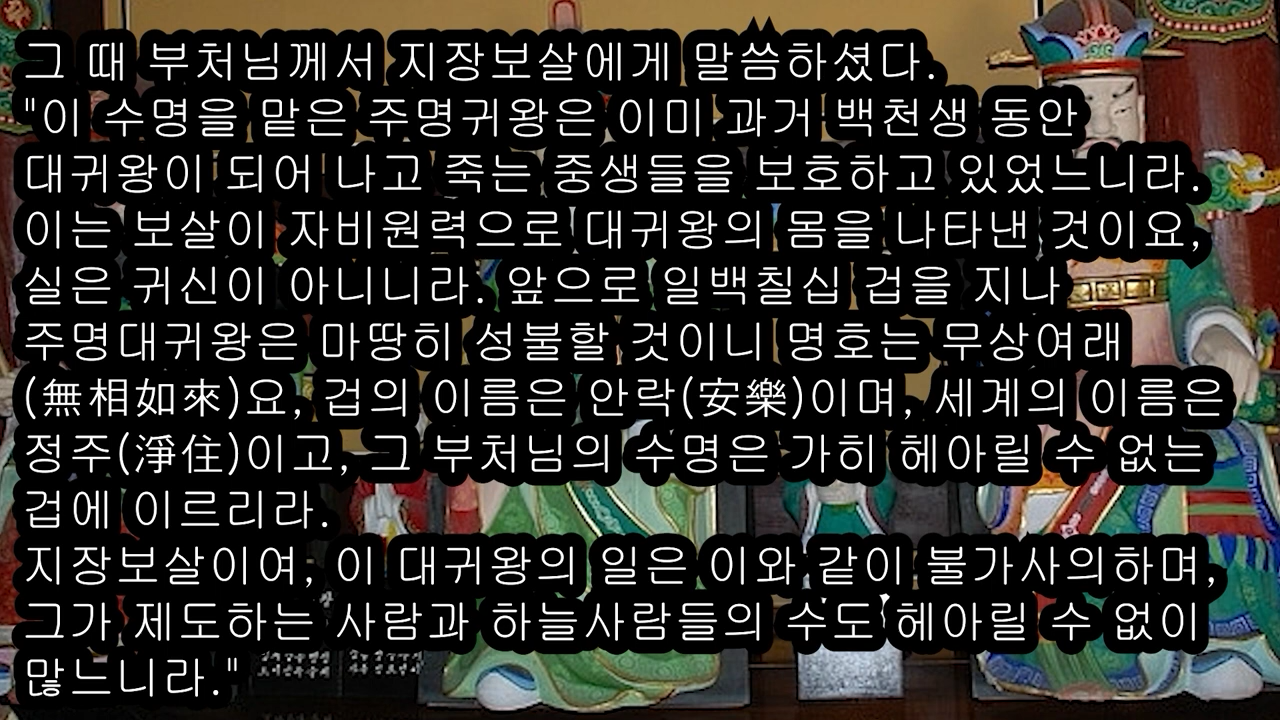 그 때 부처님께서 지장보살에게 말씀하셨다.
"이 수명을 맡은 주명귀왕은 이미 과거 백천생 동안
대귀왕이 되어 나고 죽는 중생들을 보호하고 있었느니라.
이는 보살이 자비원력으로 대귀왕의 몸을 나타낸 것이요,
실은 귀신이 아니니라. 앞으로 일백칠십 겁을 지나
주명대귀왕은 마땅히 성불할 것이니 명호는 무상여래
(無相如來)요, 겁의 이름은 안락(安樂)이며, 세계의 이름은
정주(淨住)이고, 그 부처님의 수명은 가히 헤아릴 수 없는
겁에 이르리라.
지장보살이여, 이 대귀왕의 일은 이와 같이 불가사의하며,
그가 제도하는 사람과 하늘사람들의 수도 헤아릴 수 없이
많느니라."